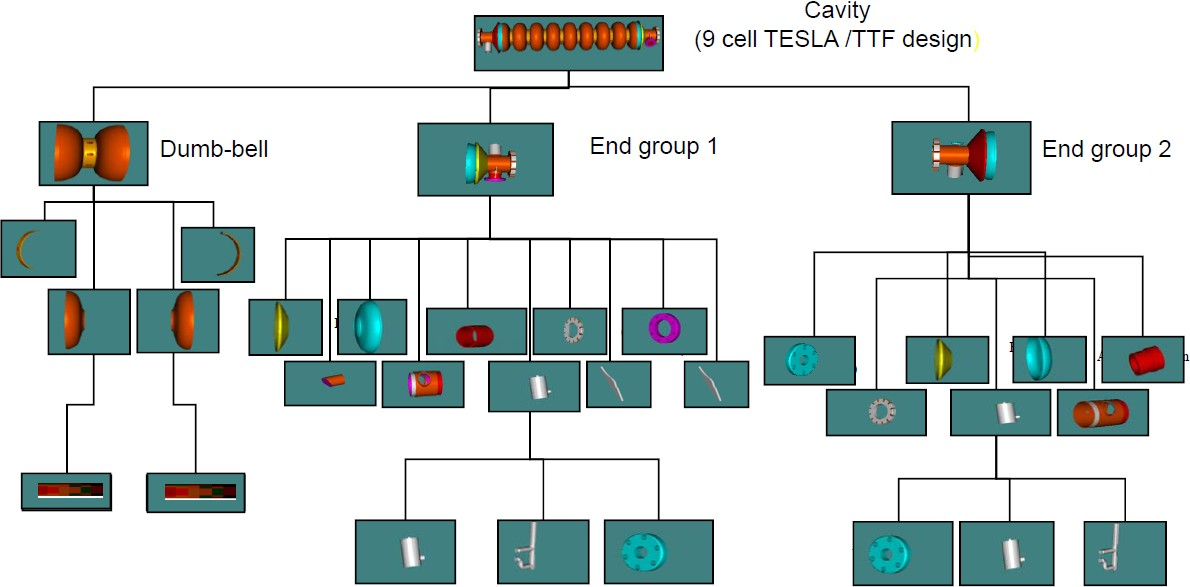 Cavity
(9 cell TESLA /TTF design)
Dumb-bell
End group 1
End group 2